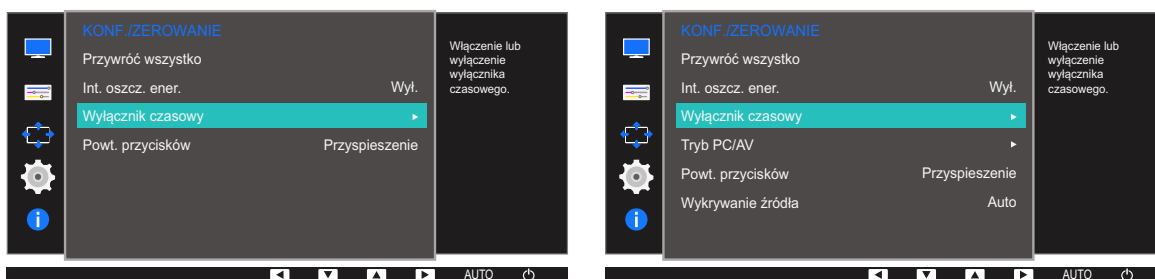 KONF./ZEROWANIE
Przywróć wszystko
Int. oszcz. ener. Wył.
Wyłącznik czasowy
Powt. przycisków Przyspieszenie
Włączenie lub
wyłączenie
wyłącznika
czasowego.
AUTO
KONF./ZEROWANIE
Przywróć wszystko
Int. oszcz. ener. Wył.
Wyłącznik czasowy
Tryb PC/AV
Powt. przycisków Przyspieszenie
Wykrywanie źródła Auto
Włączenie lub
wyłączenie
wyłącznika
czasowego.
AUTO